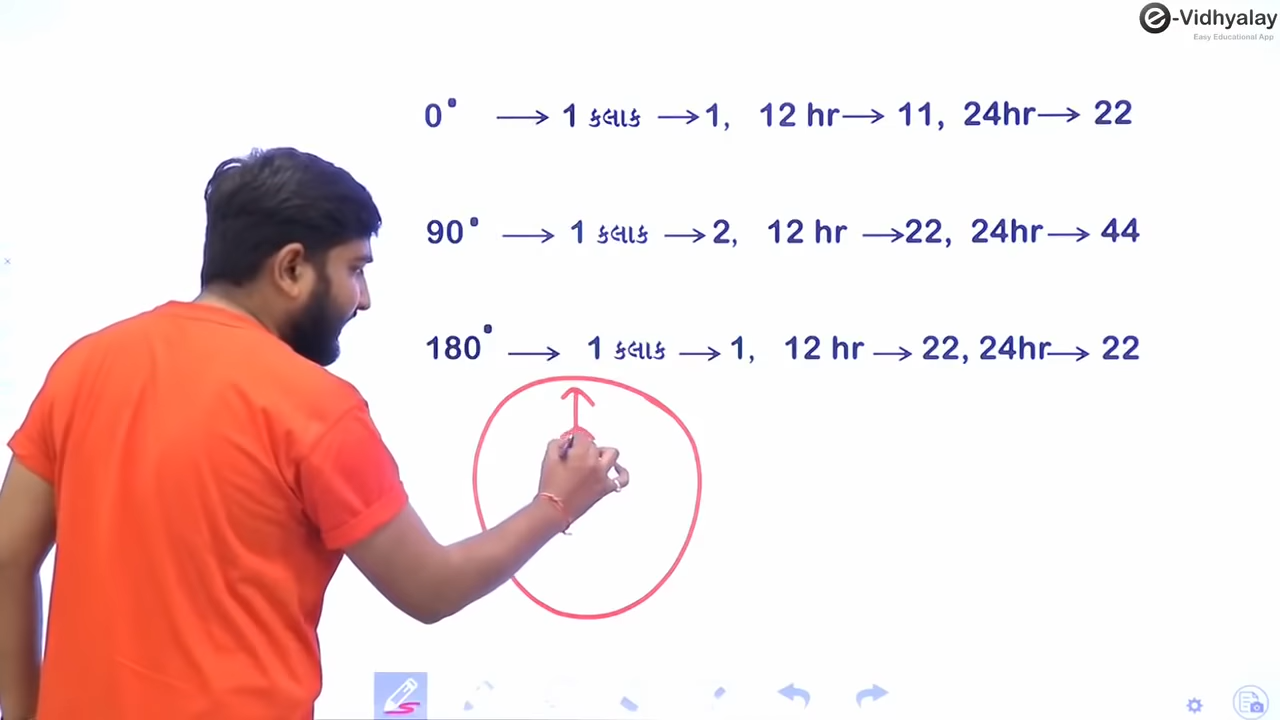 e-Vidhyalay
Easy Educational App
0° → 1 કલાક → 1, 12 hr → 11, 24hr → 22
90° → 1 કલાક → 2, 12 hr → 22, 24hr → 44
180° → 1 કલાક → 1, 12 hr → 22, 24hr → 22